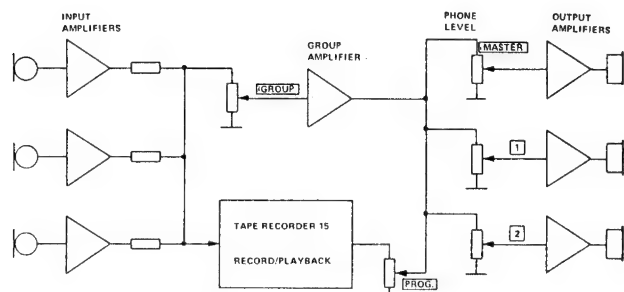 INPUT
AMPLIFIERS
GROUP
AMPLIFIER
PHONE
LEVEL
OUTPUT
AMPLIFIERS
MASTER
GROUP
1
TAPE RECORDER 15
RECORD/PLAYBACK
2
PROG.